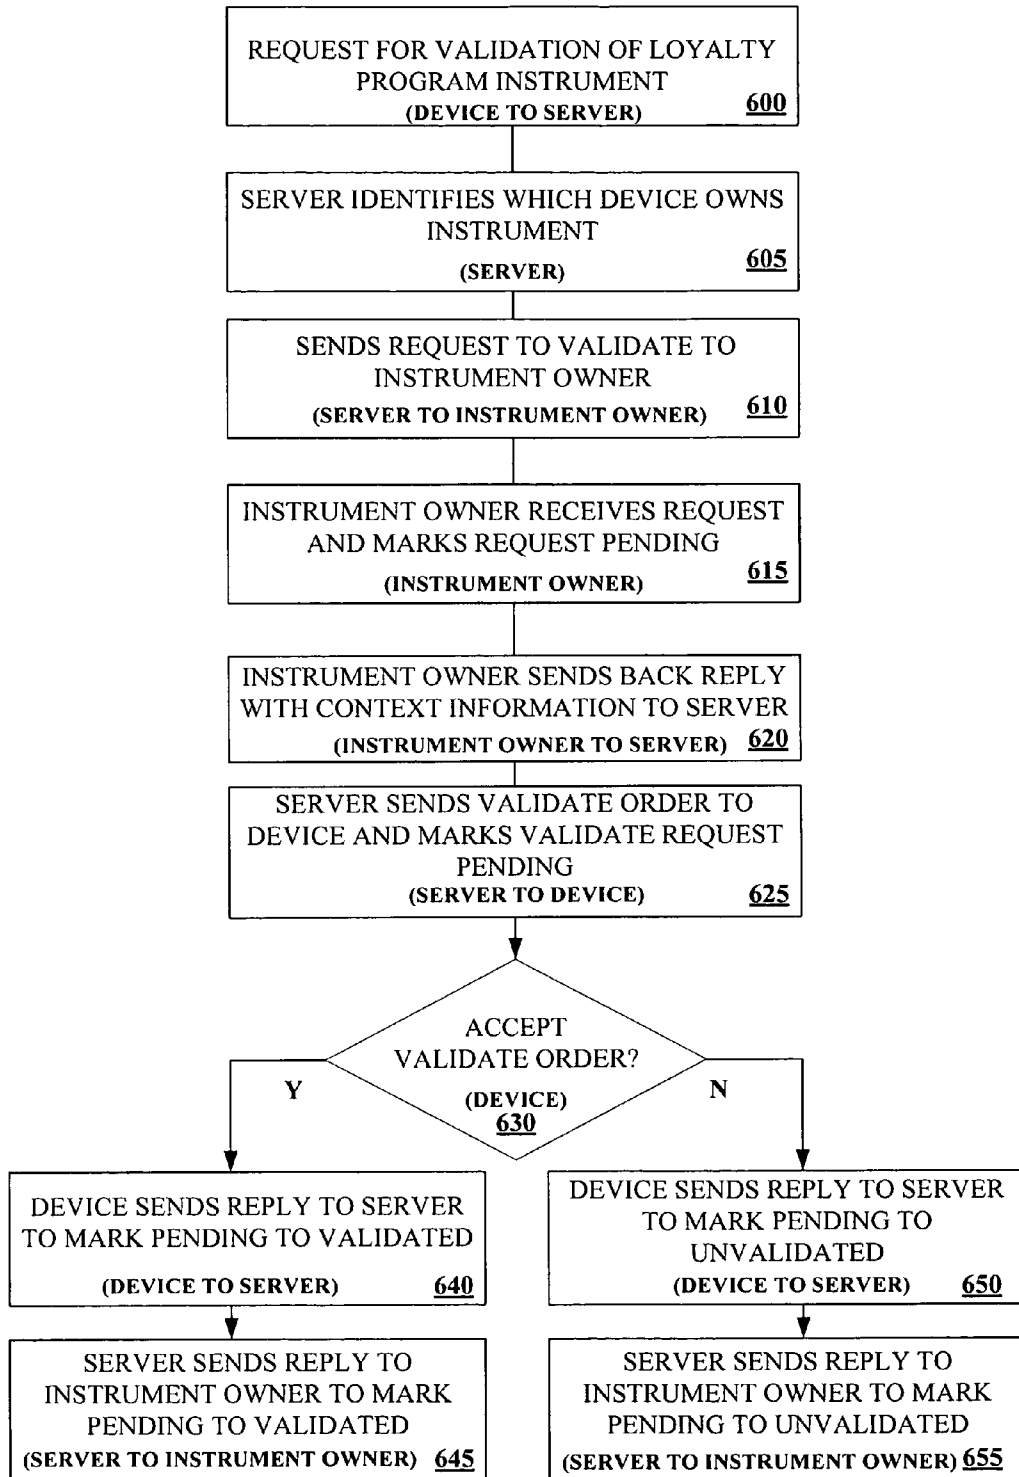 REQUEST FOR VALIDATION OF LOYALTY
PROGRAM INSTRUMENT
(DEVICE TO SERVER)
600
SERVER IDENTIFIES WHICH DEVICE OWNS
INSTRUMENT
(SERVER)
605
SENDS REQUEST TO VALIDATE TO
INSTRUMENT OWNER
(SERVER TO INSTRUMENT OWNER)
610
INSTRUMENT OWNER RECEIVES REQUEST
AND MARKS REQUEST PENDING
(INSTRUMENT OWNER)
615
INSTRUMENT OWNER SENDS BACK REPLY
WITH CONTEXT INFORMATION TO SERVER
(INSTRUMENT OWNER TO SERVER) 620
SERVER SENDS VALIDATE ORDER TO
DEVICE AND MARKS VALIDATE REQUEST
PENDING
(SERVER TO DEVICE) 625
ACCEPT
VALIDATE ORDER?
(DEVICE)
630
Y
N
DEVICE SENDS REPLY TO SERVER
TO MARK PENDING TO VALIDATED
(DEVICE TO SERVER) 640
DEVICE SENDS REPLY TO SERVER
TO MARK PENDING TO
UNVALIDATED
(DEVICE TO SERVER) 650
SERVER SENDS REPLY TO
INSTRUMENT OWNER TO MARK
PENDING TO VALIDATED
(SERVER TO INSTRUMENT OWNER) 645
SERVER SENDS REPLY TO
INSTRUMENT OWNER TO MARK
PENDING TO UNVALIDATED
(SERVER TO INSTRUMENT OWNER) 655